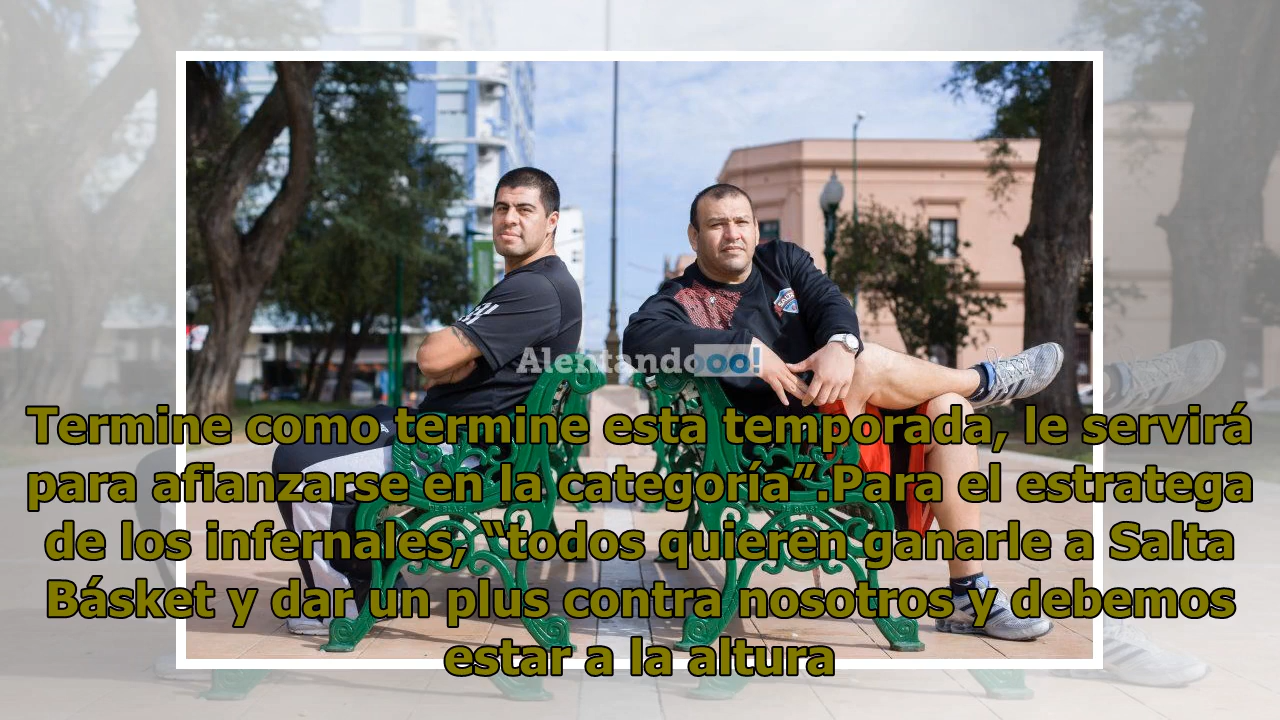 Alentandooo!
Termine como termine esta temporada, le servirá
para afianzarse en la categoría”.Para el estratega
de los infernales, “todos quieren ganarle a Salta
Básket y dar un plus contra nosotros y debemos
estar a la altura